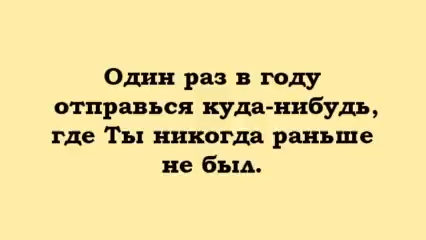 Один раз в году
отправься куда-нибудь,
где Ты никогда раньше
не был.